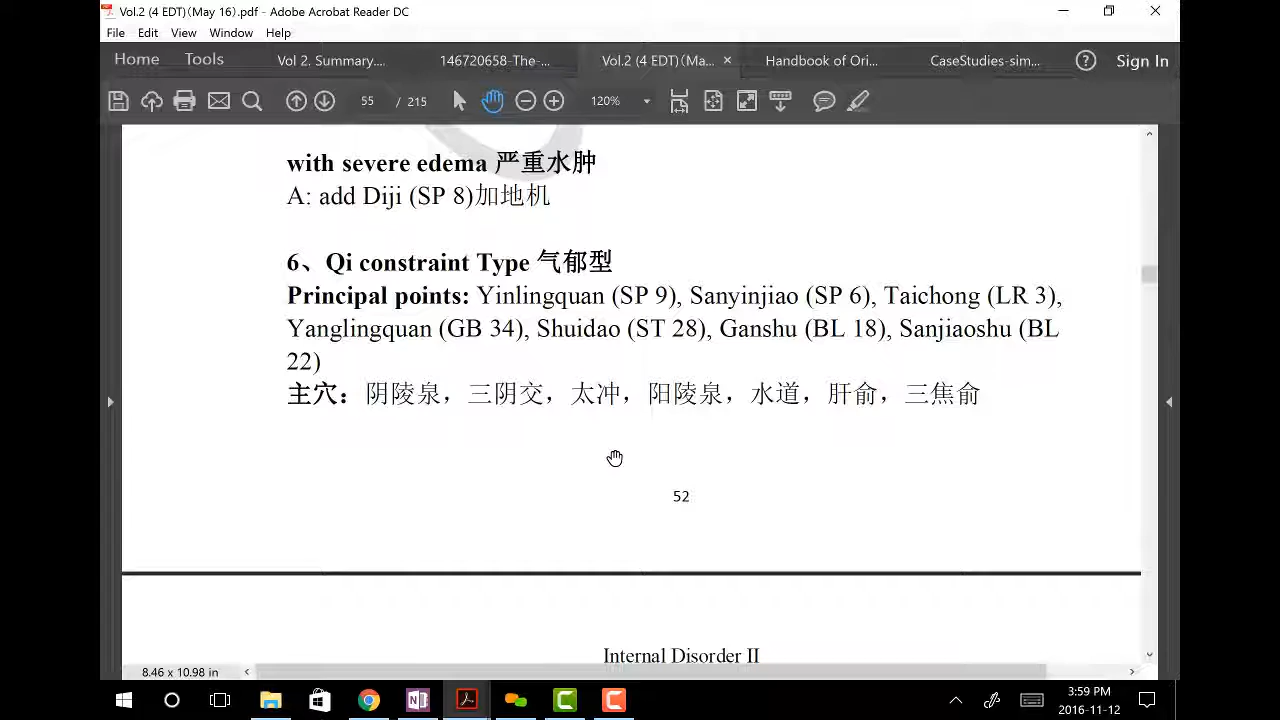 Vol.2 (4 EDT)(May 16).pdf - Adobe Acrobat Reader DC
File Edit View Window Help
Home Tools Vol 2. Summary.... 146720658-The-... Vol.2 (4 EDT)(Ma... × Handbook of Ori... CaseStudies-sim... ? Sign In
55 / 215 120%
with severe edema 严重水肿
A: add Diji (SP 8)加地机
6、Qi constraint Type 气郁型
Principal points: Yinlingquan (SP 9), Sanyinjiao (SP 6), Taichong (LR 3),
Yanglingquan (GB 34), Shuidao (ST 28), Ganshu (BL 18), Sanjiaoshu (BL
22)
主穴：阴陵泉，三阴交，太冲，阳陵泉，水道，肝俞，三焦俞
52
Internal Disorder II
8.46 x 10.98 in
3:59 PM
2016-11-12